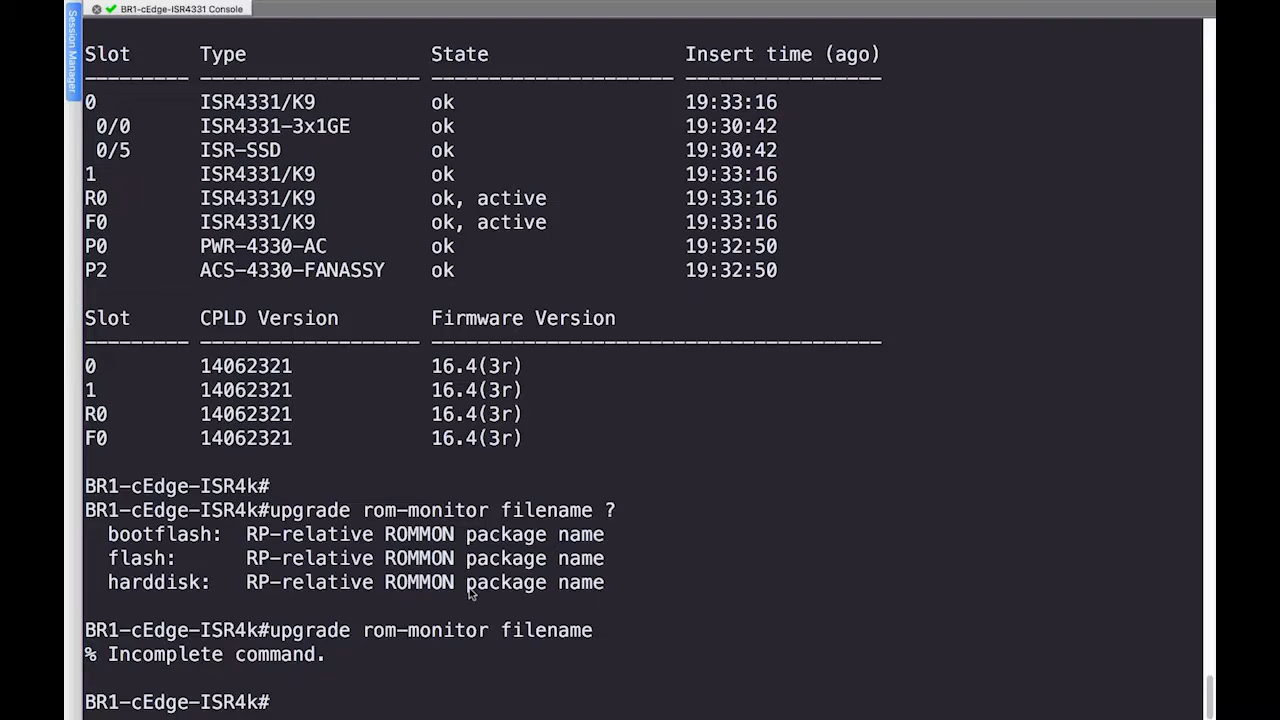 BR1-cEdge-ISR4331 Console
Session Manager
Slot Type State Insert time (ago)
--------- ------------------- --------------------- -----------------
0 ISR4331/K9 ok 19:33:16
0/0 ISR4331-3x1GE ok 19:30:42
0/5 ISR-SSD ok 19:30:42
1 ISR4331/K9 ok 19:33:16
R0 ISR4331/K9 ok, active 19:33:16
F0 ISR4331/K9 ok, active 19:33:16
P0 PWR-4330-AC ok 19:32:50
P2 ACS-4330-FANASSY ok 19:32:50
Slot CPLD Version Firmware Version
--------- ------------------- ---------------------------------------
0 14062321 16.4(3r)
1 14062321 16.4(3r)
R0 14062321 16.4(3r)
F0 14062321 16.4(3r)
BR1-cEdge-ISR4k#
BR1-cEdge-ISR4k#upgrade rom-monitor filename ?
bootflash: RP-relative ROMMON package name
flash: RP-relative ROMMON package name
harddisk: RP-relative ROMMON package name
BR1-cEdge-ISR4k#upgrade rom-monitor filename
% Incomplete command.
BR1-cEdge-ISR4k#